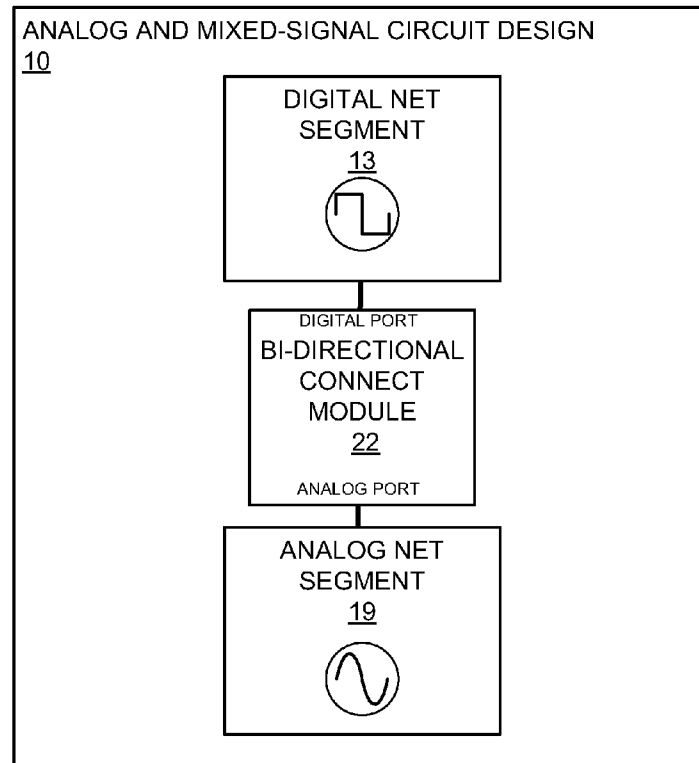 ANALOG AND MIXED-SIGNAL CIRCUIT DESIGN
10
DIGITAL NET
SEGMENT
13
DIGITAL PORT
BI-DIRECTIONAL
CONNECT
MODULE
22
ANALOG PORT
ANALOG NET
SEGMENT
19